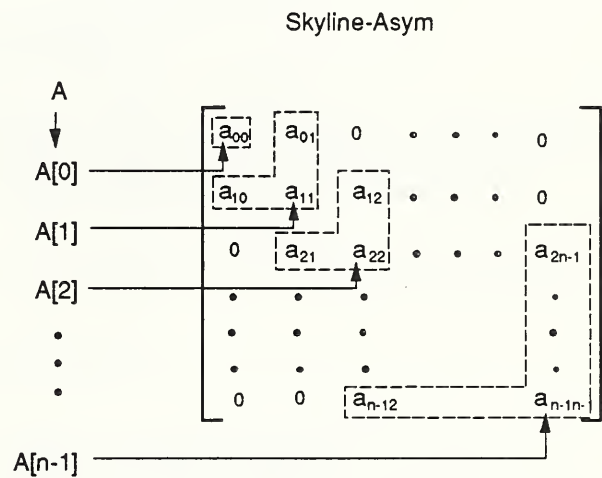 Skyline-Asym
A
a00 a01 0 • • • 0
A[0]
a10 a11 a12 • • • 0
A[1]
0 a21 a22 • • • a2n-1
A[2]
• • • •
• • • •
• • • •
0 0 an-12 an-1n-1
A[n-1]